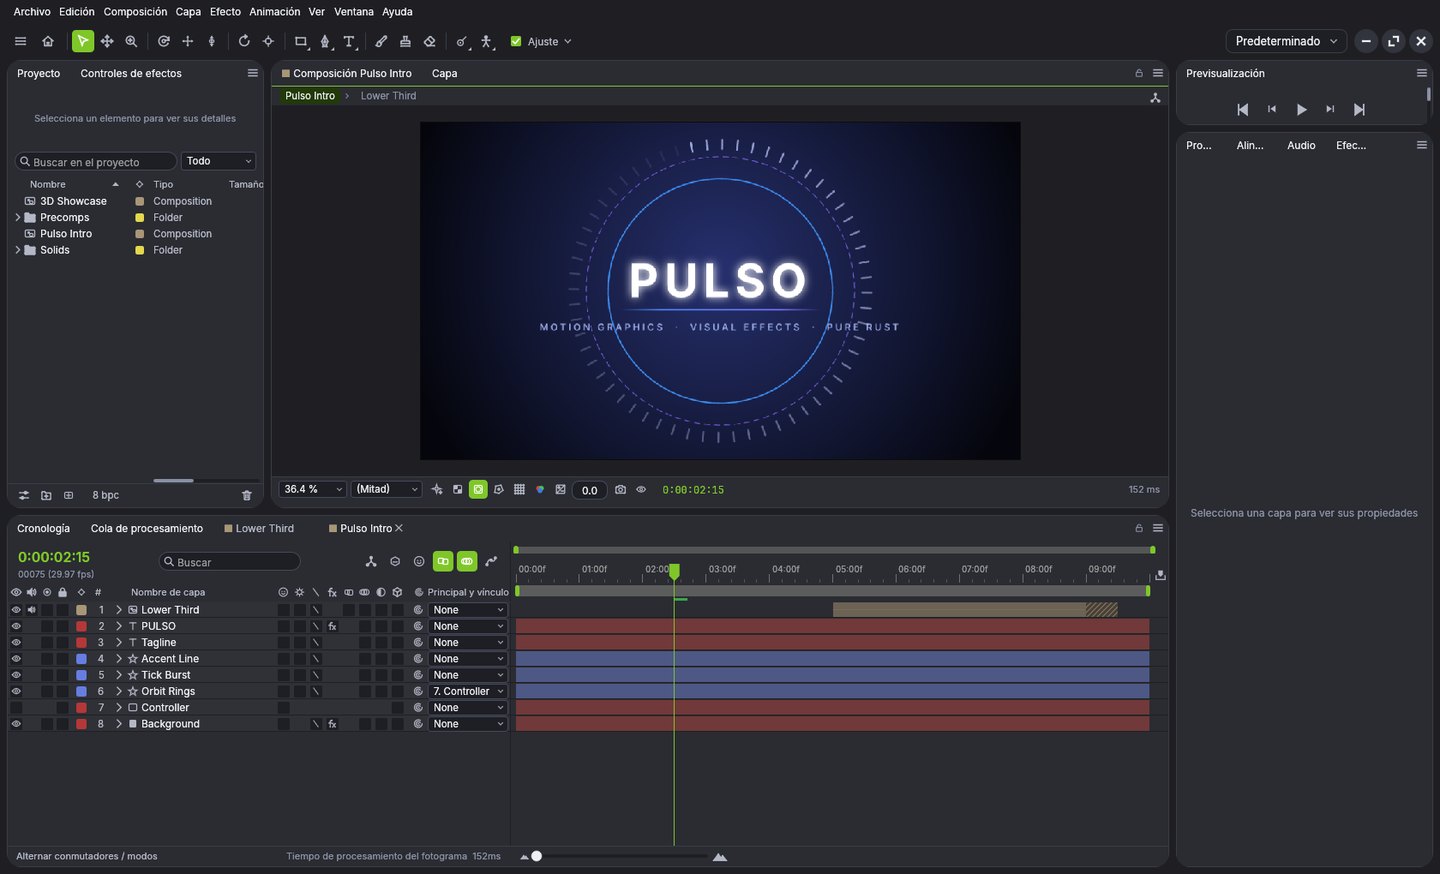 Archivo Edición Composición Capa Efecto Animación Ver Ventana Ayuda
Ajuste
Predeterminado
Proyecto Controles de efectos
Selecciona un elemento para ver sus detalles
Buscar en el proyecto Todo
Nombre Tipo Tamaño
3D Showcase Composition
Precomps Folder
Pulso Intro Composition
Solids Folder
8 bpc
Composición Pulso Intro Capa
Pulso Intro Lower Third
PULSO
MOTION GRAPHICS · VISUAL EFFECTS · PURE RUST
36.4 % (Mitad) 0.0 0:00:02:15 152 ms
Previsualización
Pro... Alin... Audio Efec...
Selecciona una capa para ver sus propiedades
Cronología Cola de procesamiento Lower Third Pulso Intro
0:00:02:15
00075 (29.97 fps)
Buscar
00:00f 01:00f 02:00 03:00f 04:00f 05:00f 06:00f 07:00f 08:00f 09:00f
# Nombre de capa fx Principal y vínculo
1 Lower Third None
2 T PULSO fx None
3 T Tagline None
4 Accent Line None
5 Tick Burst None
6 Orbit Rings 7. Controller
7 Controller None
8 Background fx None
Alternar conmutadores / modos
Tiempo de procesamiento del fotograma 152ms